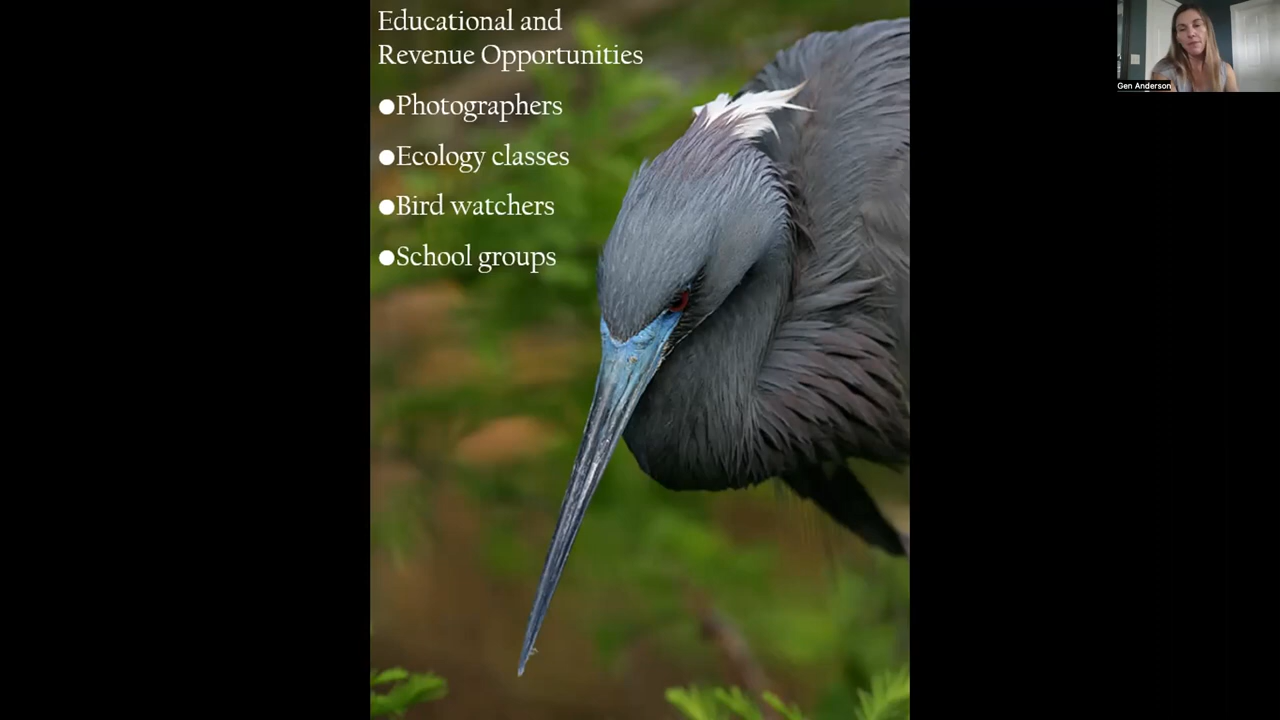 Educational and
Revenue Opportunities
●Photographers
●Ecology classes
●Bird watchers
●School groups
Gen Anderson